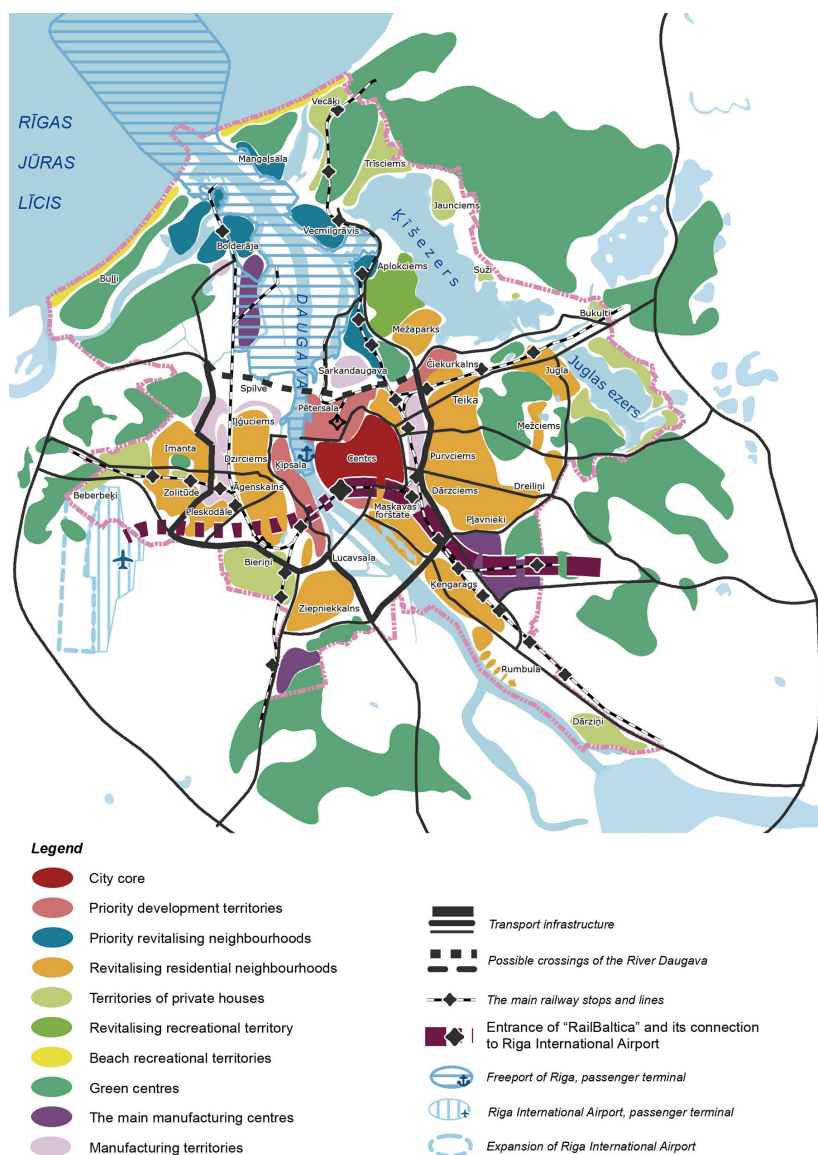 RĪGAS
JŪRAS
LĪCIS
Vecāķi
Mangaļsala
Trīsciems
Jaunciems
Vecmilgrāvis
Bolderāja
Ķīšezers
Buļļi
Aplokciems
Suži
DAUGAVA
Mežaparks
Bukulti
Sarkandaugava
Čiekurkalns
Jugla
Juglas ezers
Spilve
Pētersala
Teika
Iļģuciems
Mežciems
Imanta
Dzirciems
Ķīpsala
Centrs
Purvciems
Zolitūde
Āgenskalns
Dārzciems
Dreiliņi
Beberbeķi
Pleskodāle
Maskavas
forštate
Pļavnieki
Bieriņi
Lucavsala
Ķengarags
Ziepniekkalns
Rumbula
Dārziņi
Legend
City core
Priority development territories
Priority revitalising neighbourhoods
Revitalising residential neighbourhoods
Territories of private houses
Revitalising recreational territory
Beach recreational territories
Green centres
The main manufacturing centres
Manufacturing territories
Transport infrastructure
Possible crossings of the River Daugava
The main railway stops and lines
Entrance of “RailBaltica” and its connection
to Riga International Airport
Freeport of Riga, passenger terminal
Riga International Airport, passenger terminal
Expansion of Riga International Airport